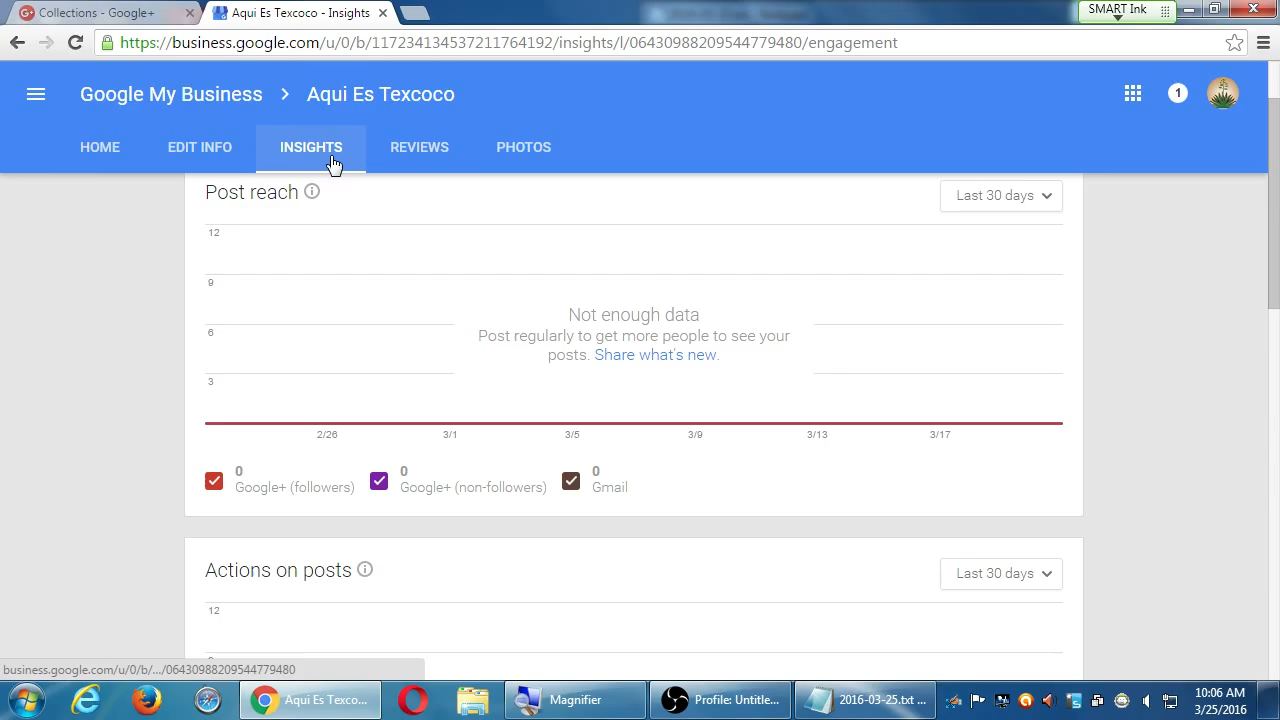 Collections - Google+
Aqui Es Texcoco - Insights
SMART Ink
https://business.google.com/u/0/b/117234134537211764192/insights/l/06430988209544779480/engagement
Google My Business > Aqui Es Texcoco
1
HOME
EDIT INFO
INSIGHTS
REVIEWS
PHOTOS
Post reach
Last 30 days
12
9
6
3
Not enough data
Post regularly to get more people to see your
posts. Share what's new.
2/26
3/1
3/5
3/9
3/13
3/17
0
Google+ (followers)
0
Google+ (non-followers)
0
Gmail
Actions on posts
Last 30 days
12
business.google.com/u/0/b/.../06430988209544779480
Aqui Es Texco...
Magnifier
Profile: Untitle...
2016-03-25.txt ...
10:06 AM
3/25/2016